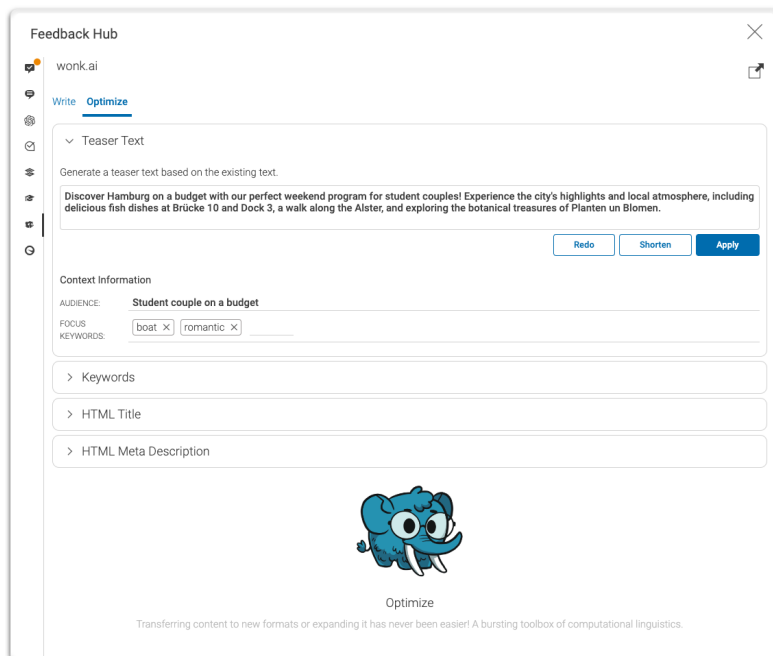 Feedback Hub
wonk.ai
Write Optimize
Teaser Text
Generate a teaser text based on the existing text.
Discover Hamburg on a budget with our perfect weekend program for student couples! Experience the city's highlights and local atmosphere, including
delicious fish dishes at Brücke 10 and Dock 3, a walk along the Alster, and exploring the botanical treasures of Planten un Blomen.
Redo Shorten Apply
Context Information
AUDIENCE: Student couple on a budget
FOCUS
KEYWORDS: boat romantic
Keywords
HTML Title
HTML Meta Description
Optimize
Transferring content to new formats or expanding it has never been easier! A bursting toolbox of computational linguistics.